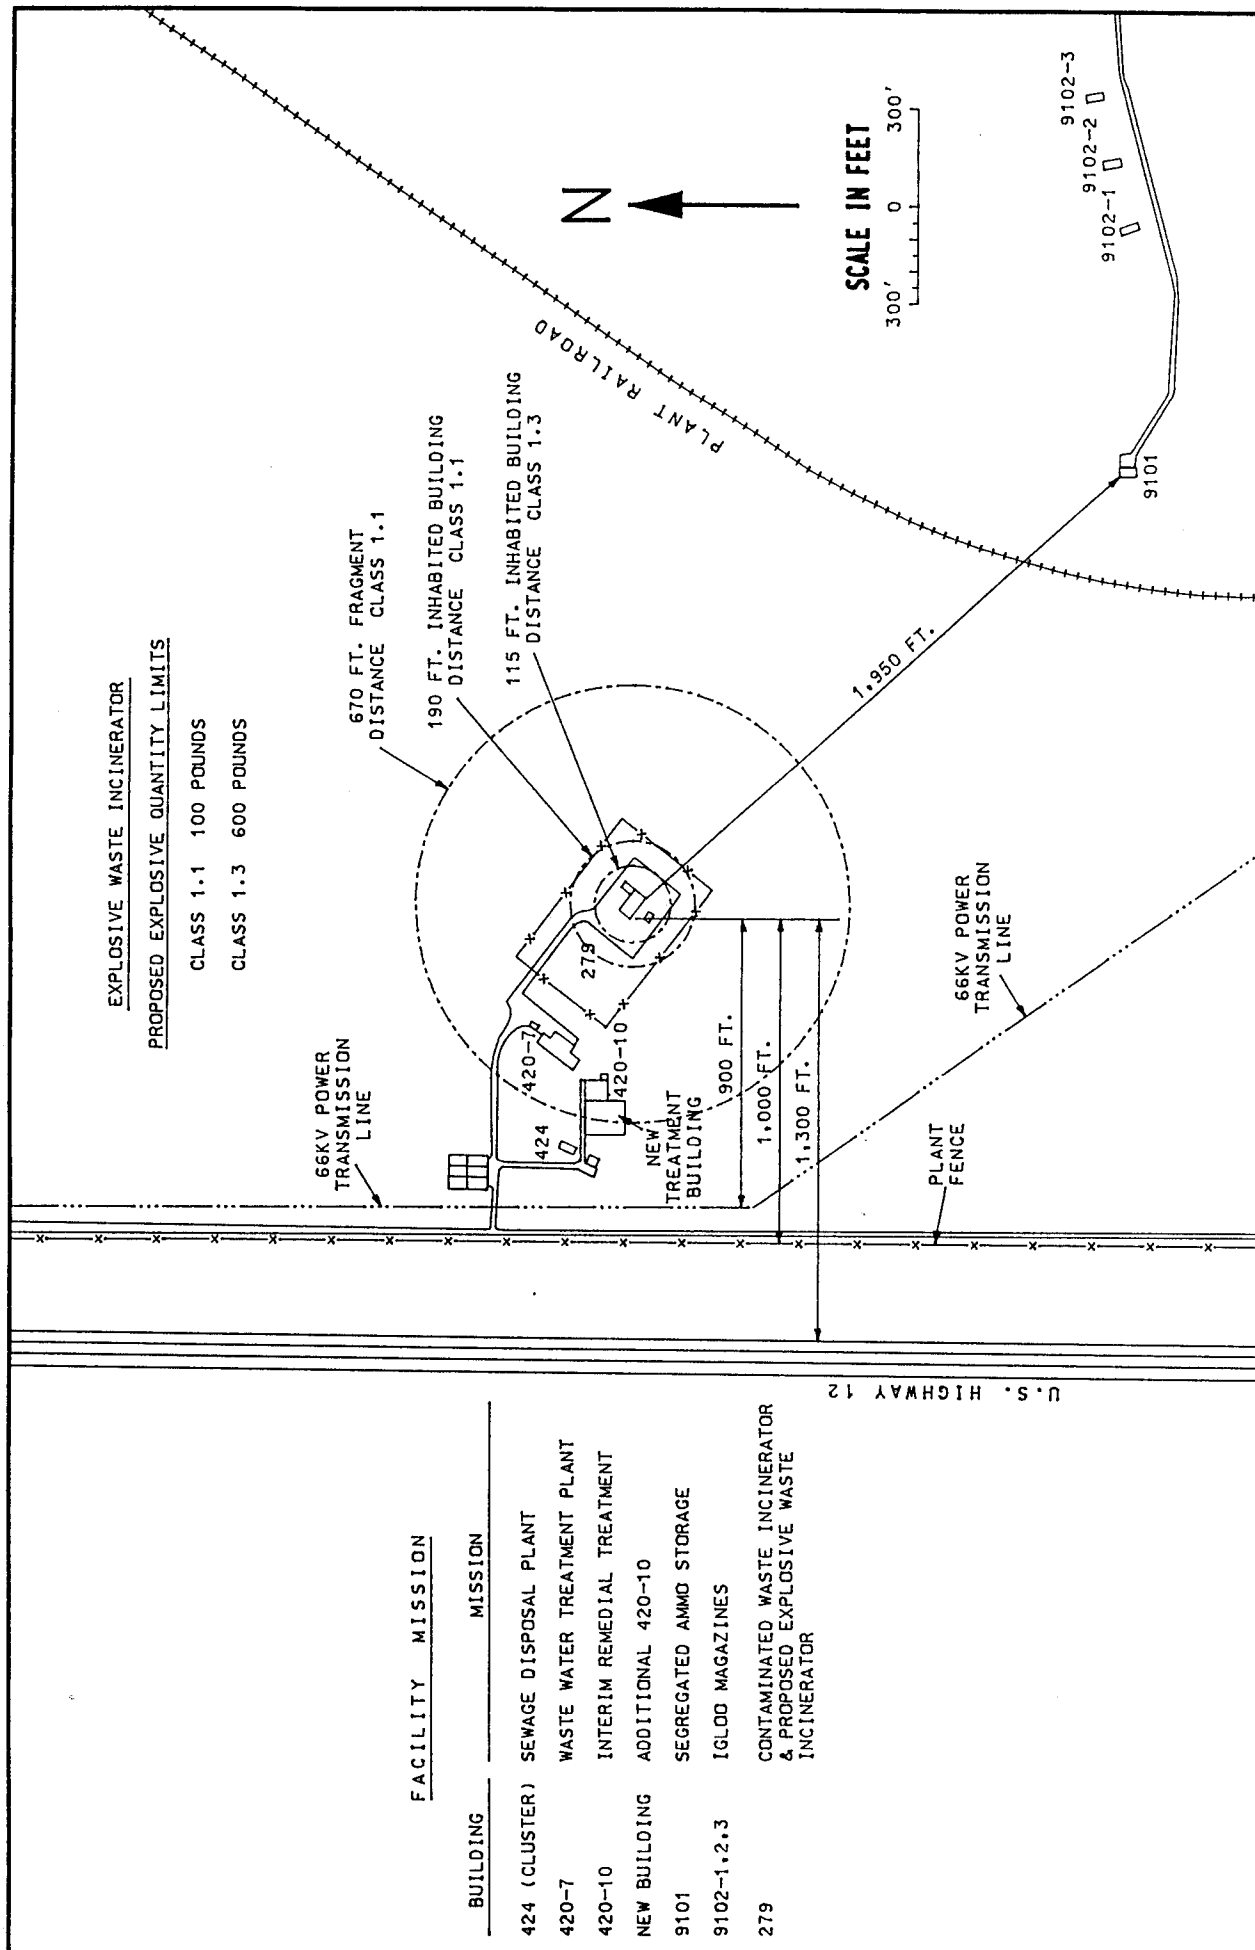 EXPLOSIVE WASTE INCINERATOR
PROPOSED EXPLOSIVE QUANTITY LIMITS
CLASS 1.1 100 POUNDS
CLASS 1.3 600 POUNDS
670 FT. FRAGMENT
DISTANCE CLASS 1.1
190 FT. INHABITED BUILDING
DISTANCE CLASS 1.1
115 FT. INHABITED BUILDING
DISTANCE CLASS 1.3
PLANT RAILROAD
N
SCALE IN FEET
300' 0 300'
9102-1
9102-2
9102-3
9101
1,950 FT.
66KV POWER
TRANSMISSION
LINE
424
420-7
279
420-10
NEW
TREATMENT
BUILDING
900 FT.
1,000 FT.
1,300 FT.
66KV POWER
TRANSMISSION
LINE
PLANT
FENCE
U.S. HIGHWAY 12
FACILITY MISSION
BUILDING MISSION
424 (CLUSTER) SEWAGE DISPOSAL PLANT
420-7 WASTE WATER TREATMENT PLANT
420-10 INTERIM REMEDIAL TREATMENT
NEW BUILDING ADDITIONAL 420-10
9101 SEGREGATED AMMO STORAGE
9102-1,2,3 IGLOO MAGAZINES
279 CONTAMINATED WASTE INCINERATOR
& PROPOSED EXPLOSIVE WASTE
INCINERATOR